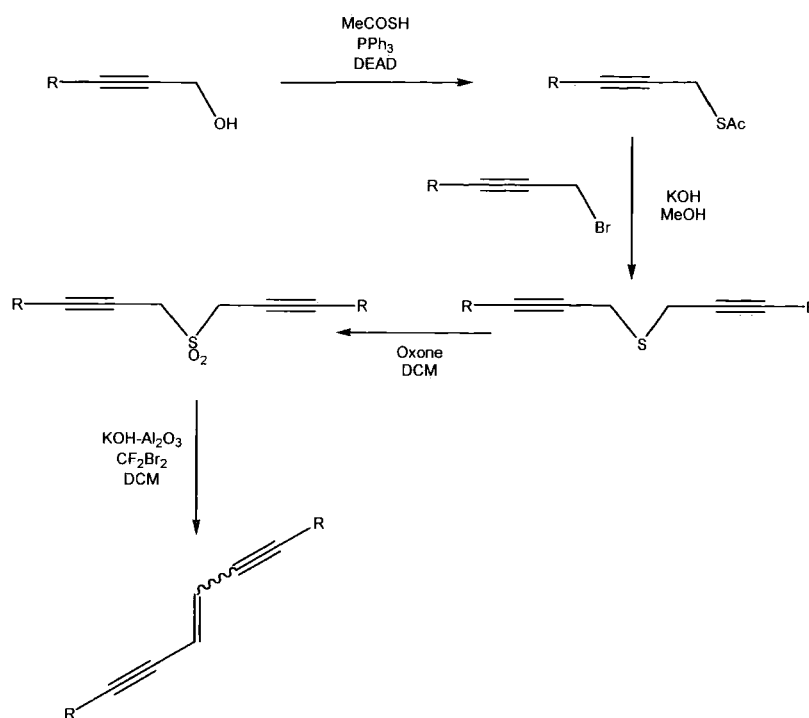 MeCOSH
PPh3
DEAD
R
OH
R
SAc
R
Br
KOH
MeOH
R
S
O2
R
R
S
Oxone
DCM
KOH-Al2O3
CF2Br2
DCM
R
R